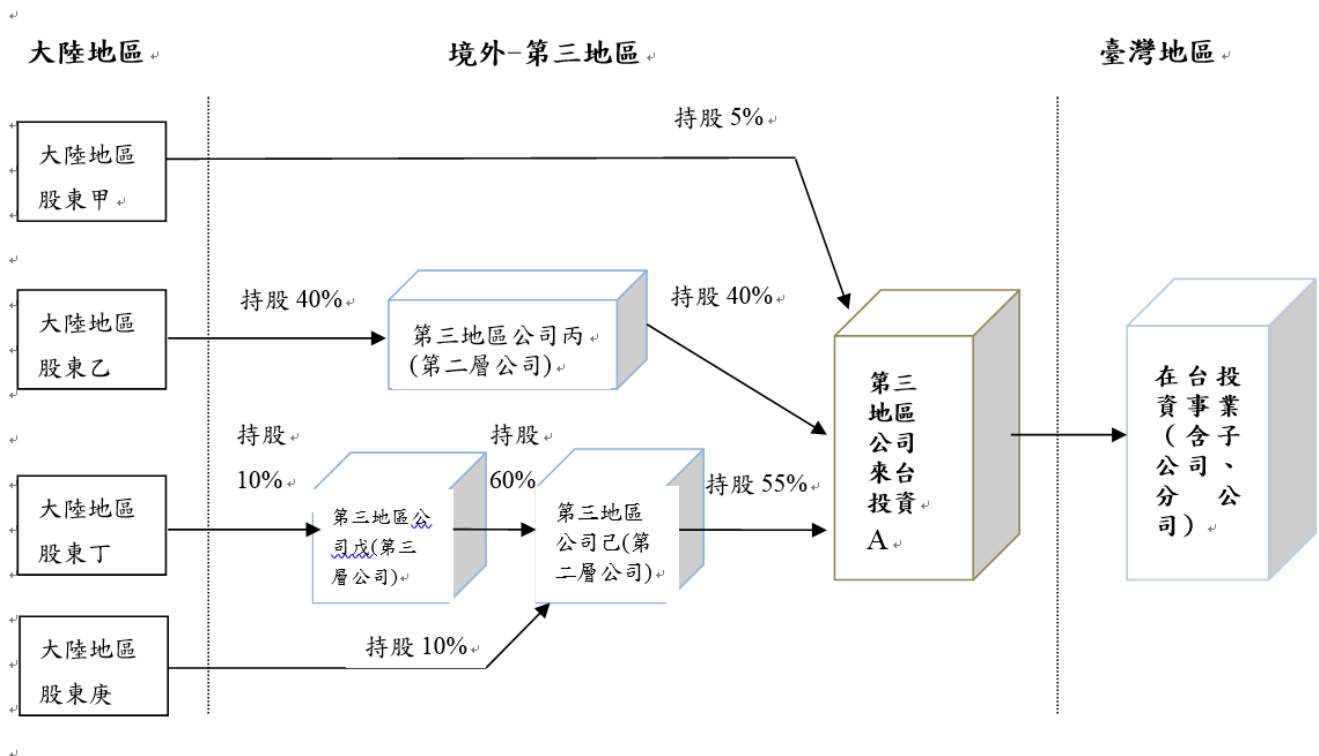 大陸地區
境外-第三地區
臺灣地區
大陸地區
股東甲
持股 5%
大陸地區
股東乙
持股 40%
第三地區公司丙
(第二層公司)
持股 40%
大陸地區
股東丁
持股
10%
第三地區公
司戊(第三
層公司)
持股
60%
第三地區
公司己(第
二層公司)
持股 55%
大陸地區
股東庚
持股 10%
第三
地區
公司
來台
投資
A
在台投
資事業
(含子
公司、
分公
司)